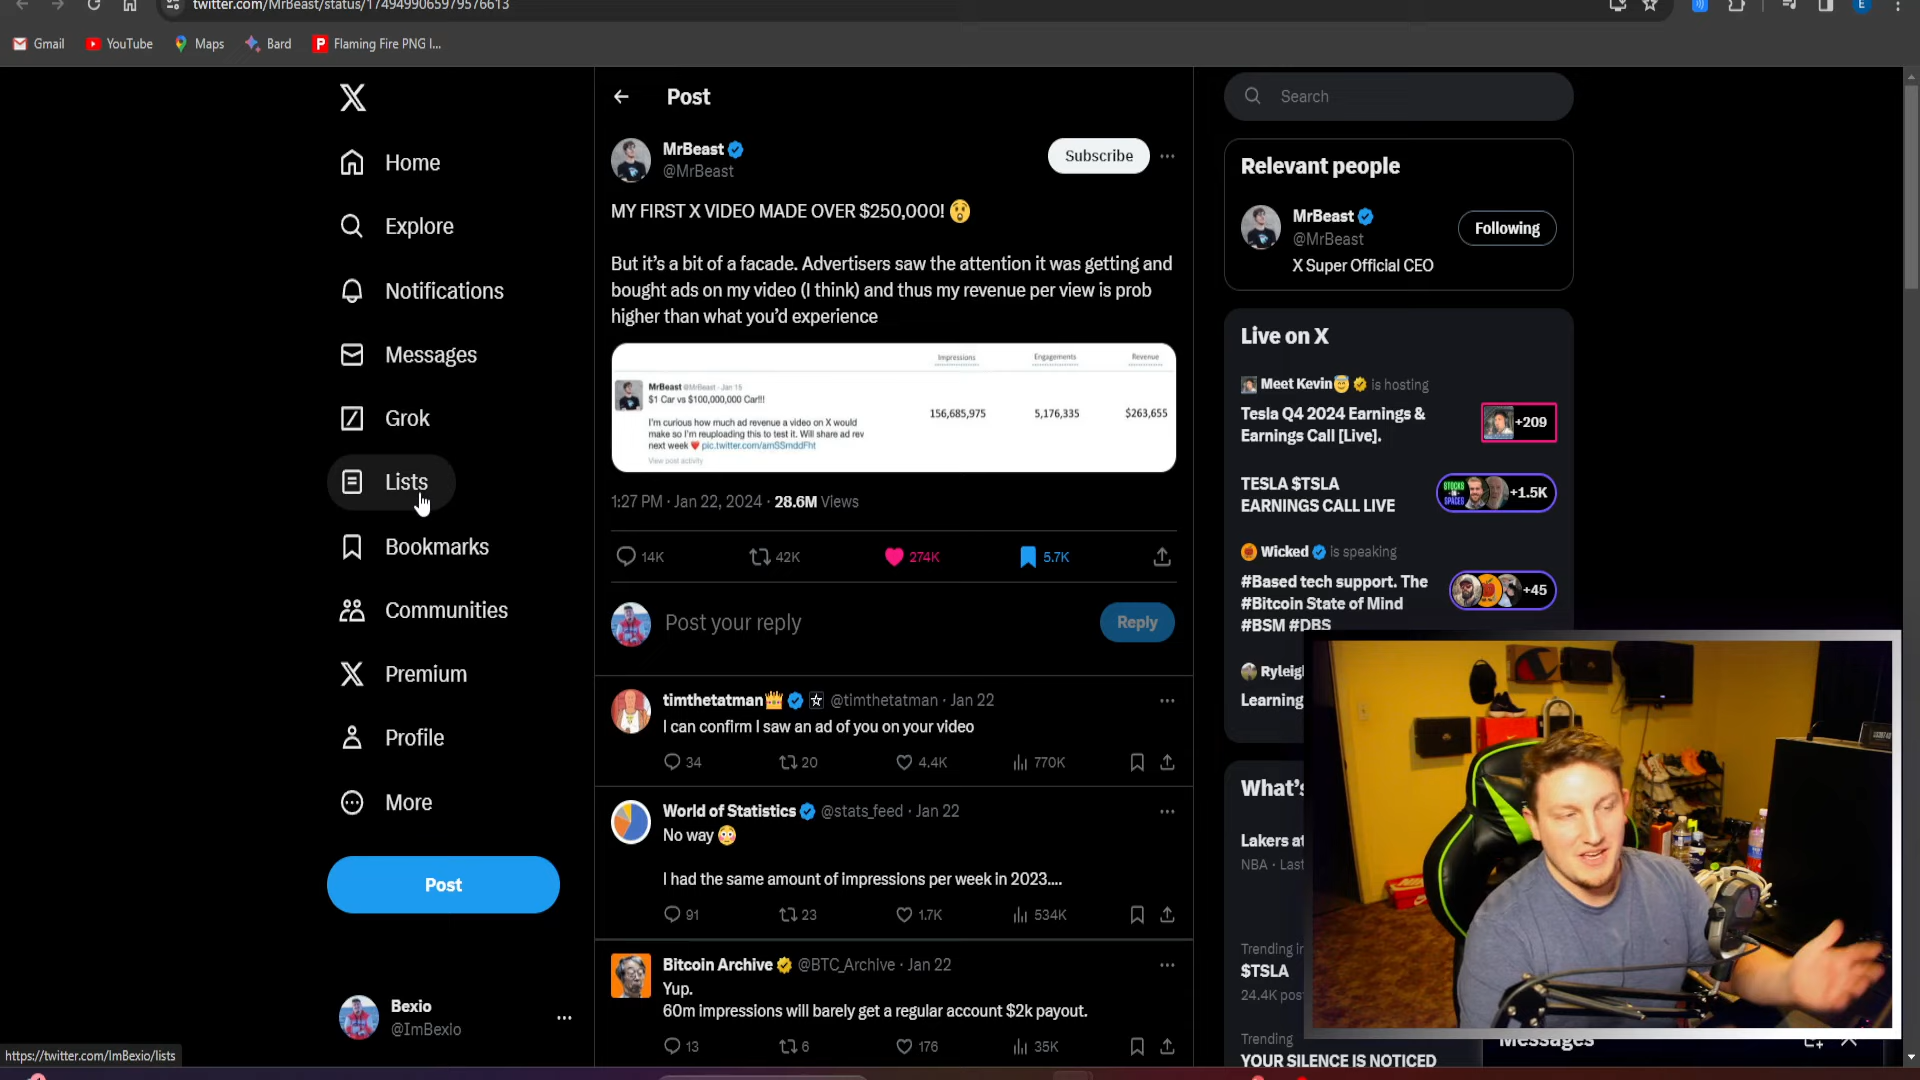 twitter.com/MrBeast/status/1749499065979576613
Gmail
YouTube
Maps
Bard
Flaming Fire PNG I...
Home
Explore
Notifications
Messages
Grok
Lists
Bookmarks
Communities
Premium
Profile
More
Post
Bexio
@ImBexio
https://twitter.com/ImBexio/lists
Post
MrBeast
@MrBeast
Subscribe
MY FIRST X VIDEO MADE OVER $250,000! 😲
But it's a bit of a facade. Advertisers saw the attention it was getting and
bought ads on my video (I think) and thus my revenue per view is prob
higher than what you'd experience
Impressions Engagements Revenue
MrBeast @MrBeast · Jan 15
$1 Car vs $100,000,000 Car!!!
156,685,975 5,176,335 $263,655
I'm curious how much ad revenue a video on X would
make so I'm reuploading this to test it. Will share ad rev
next week ❤️ pic.twitter.com/amSSmddFht
View post activity
1:27 PM · Jan 22, 2024 · 28.6M Views
14K 42K 274K 5.7K
Post your reply
Reply
timthetatman👑 @timthetatman · Jan 22
I can confirm I saw an ad of you on your video
34 20 4.4K 770K
World of Statistics @stats_feed · Jan 22
No way 😳
I had the same amount of impressions per week in 2023....
91 23 1.7K 534K
Bitcoin Archive @BTC_Archive · Jan 22
Yup.
60m impressions will barely get a regular account $2k payout.
13 6 176 35K
Search
Relevant people
MrBeast
@MrBeast
Following
X Super Official CEO
Live on X
Meet Kevin😇 is hosting
Tesla Q4 2024 Earnings &
Earnings Call [Live].
+209
TESLA $TSLA
EARNINGS CALL LIVE
STOCKS ON SPACES
+1.5K
Wicked is speaking
#Based tech support. The
#Bitcoin State of Mind
#BSM #DBS
+45
Ryleigh
Learning
What's
Lakers at
NBA · Last
Trending in
$TSLA
24.4K posts
Trending
YOUR SILENCE IS NOTICED
Messages